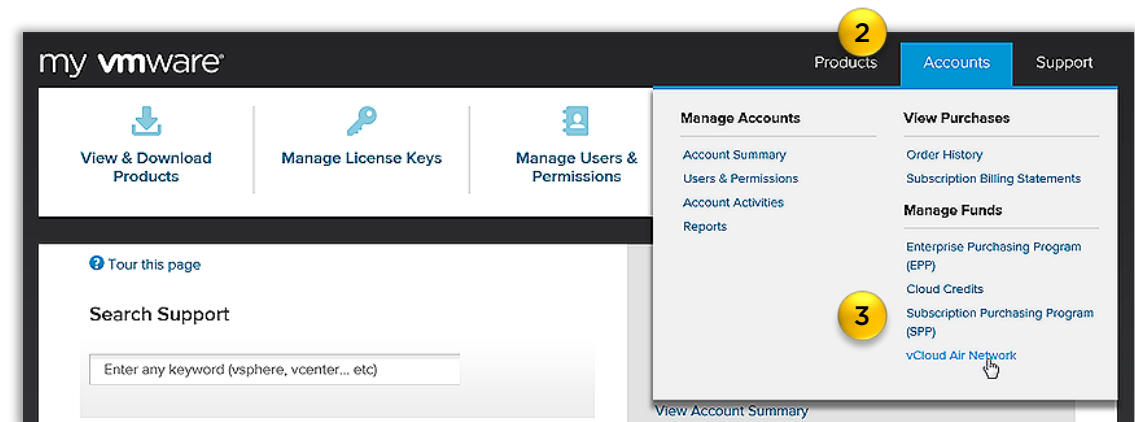 2
my vmware®
Products
Accounts
Support
View & Download
Products
Manage License Keys
Manage Users &
Permissions
Manage Accounts
Account Summary
Users & Permissions
Account Activities
Reports
View Purchases
Order History
Subscription Billing Statements
Manage Funds
Enterprise Purchasing Program
(EPP)
Cloud Credits
3
Subscription Purchasing Program
(SPP)
vCloud Air Network
? Tour this page
Search Support
Enter any keyword (vsphere, vcenter... etc)
View Account Summary